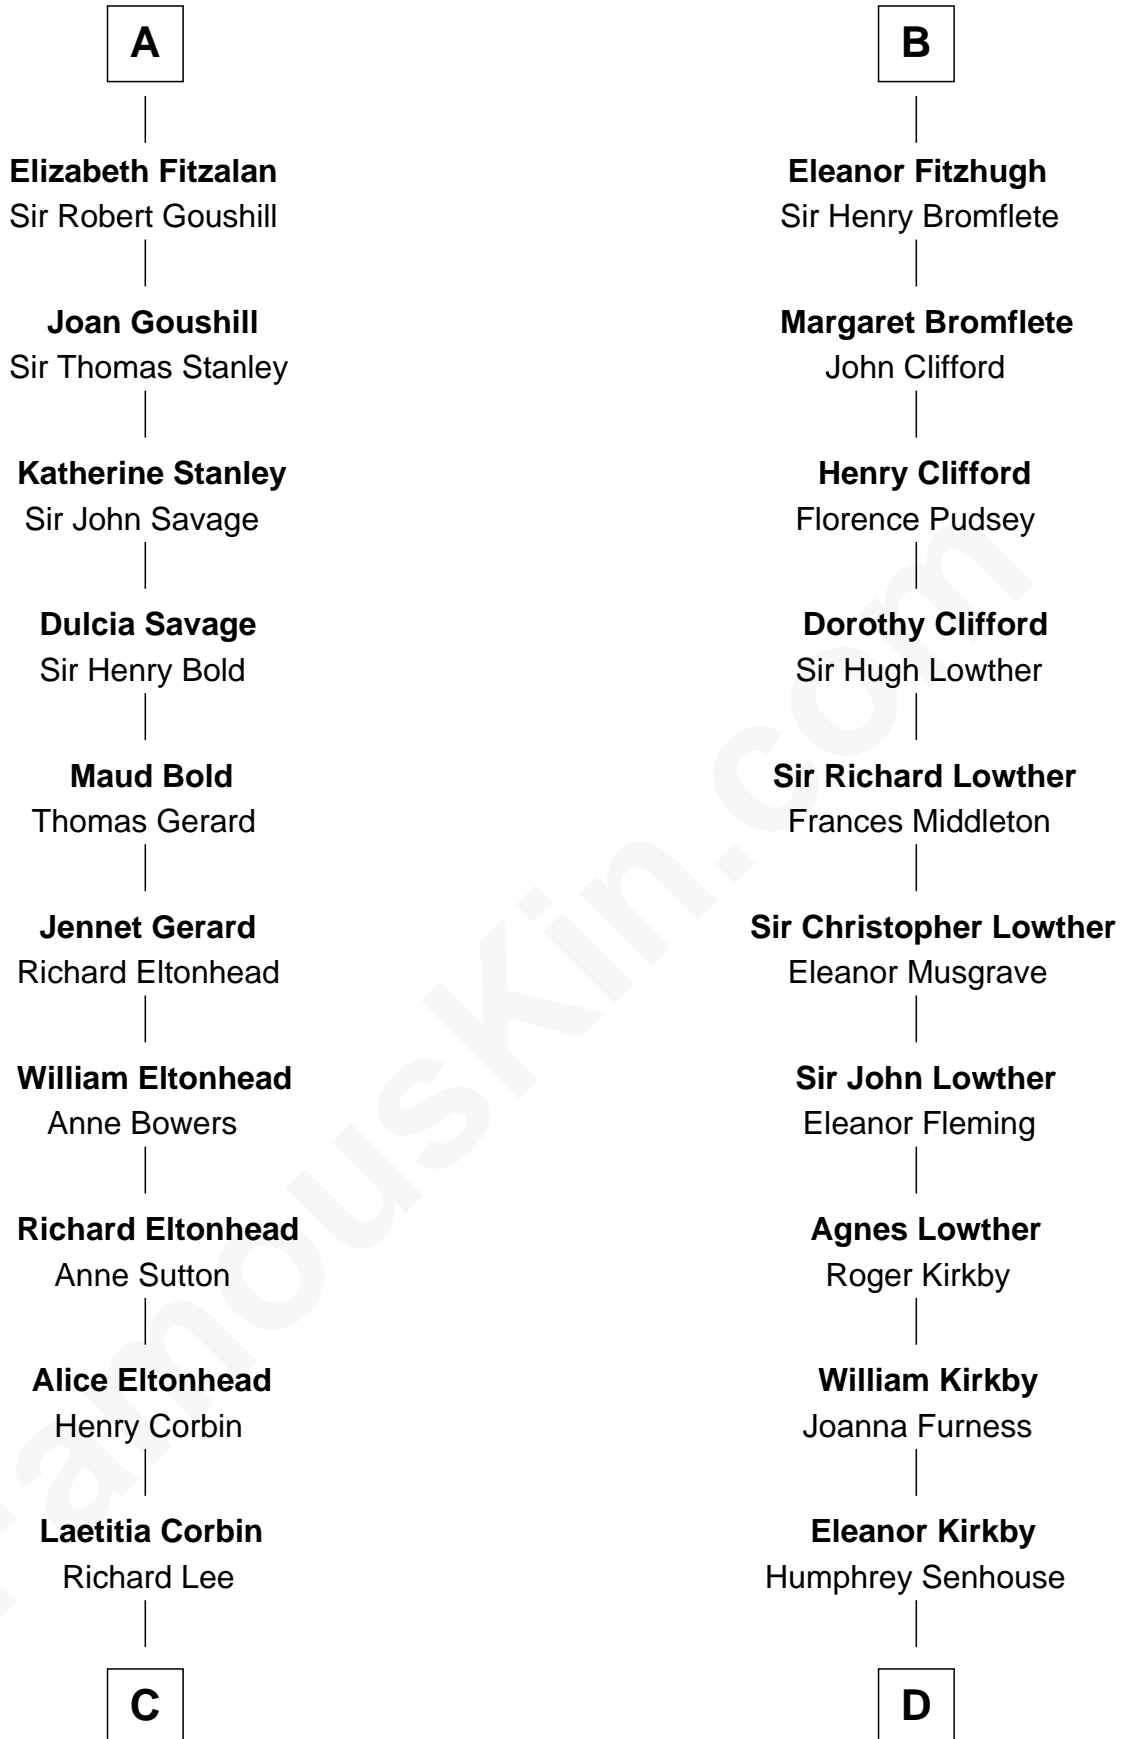 A
Elizabeth Fitzalan
Sir Robert Goushill
Joan Goushill
Sir Thomas Stanley
Katherine Stanley
Sir John Savage
Dulcia Savage
Sir Henry Bold
Maud Bold
Thomas Gerard
Jennet Gerard
Richard Eltonhead
William Eltonhead
Anne Bowers
Richard Eltonhead
Anne Sutton
Alice Eltonhead
Henry Corbin
Laetitia Corbin
Richard Lee
C
B
Eleanor Fitzhugh
Sir Henry Bromflete
Margaret Bromflete
John Clifford
Henry Clifford
Florence Pudsey
Dorothy Clifford
Sir Hugh Lowther
Sir Richard Lowther
Frances Middleton
Sir Christopher Lowther
Eleanor Musgrave
Sir John Lowther
Eleanor Fleming
Agnes Lowther
Roger Kirkby
William Kirkby
Joanna Furness
Eleanor Kirkby
Humphrey Senhouse
D
FamousKin.com